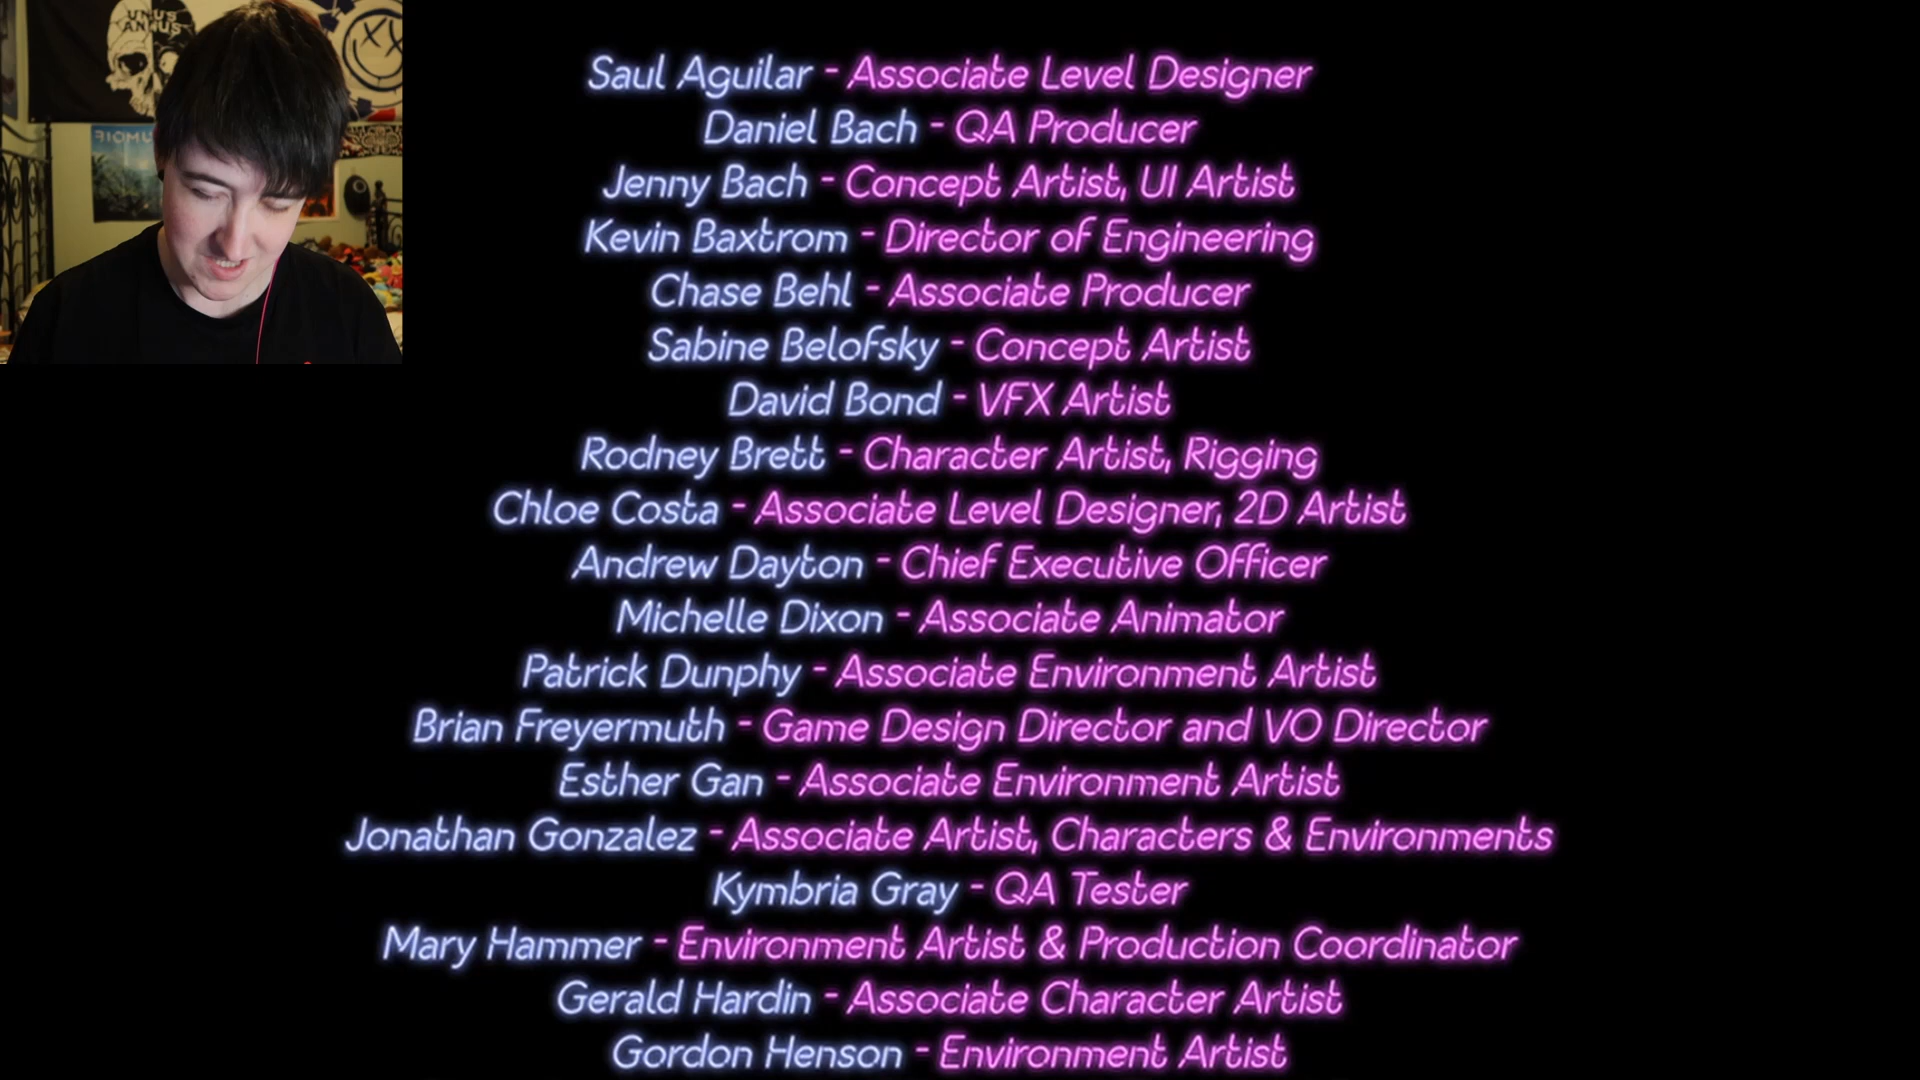 UNUS
ANNUS
BIOMU
Saul Aguilar - Associate Level Designer
Daniel Bach - QA Producer
Jenny Bach - Concept Artist, UI Artist
Kevin Baxtrom - Director of Engineering
Chase Behl - Associate Producer
Sabine Belofsky - Concept Artist
David Bond - VFX Artist
Rodney Brett - Character Artist, Rigging
Chloe Costa - Associate Level Designer, 2D Artist
Andrew Dayton - Chief Executive Officer
Michelle Dixon - Associate Animator
Patrick Dunphy - Associate Environment Artist
Brian Freyermuth - Game Design Director and VO Director
Esther Gan - Associate Environment Artist
Jonathan Gonzalez - Associate Artist, Characters & Environments
Kymbria Gray - QA Tester
Mary Hammer - Environment Artist & Production Coordinator
Gerald Hardin - Associate Character Artist
Gordon Henson - Environment Artist